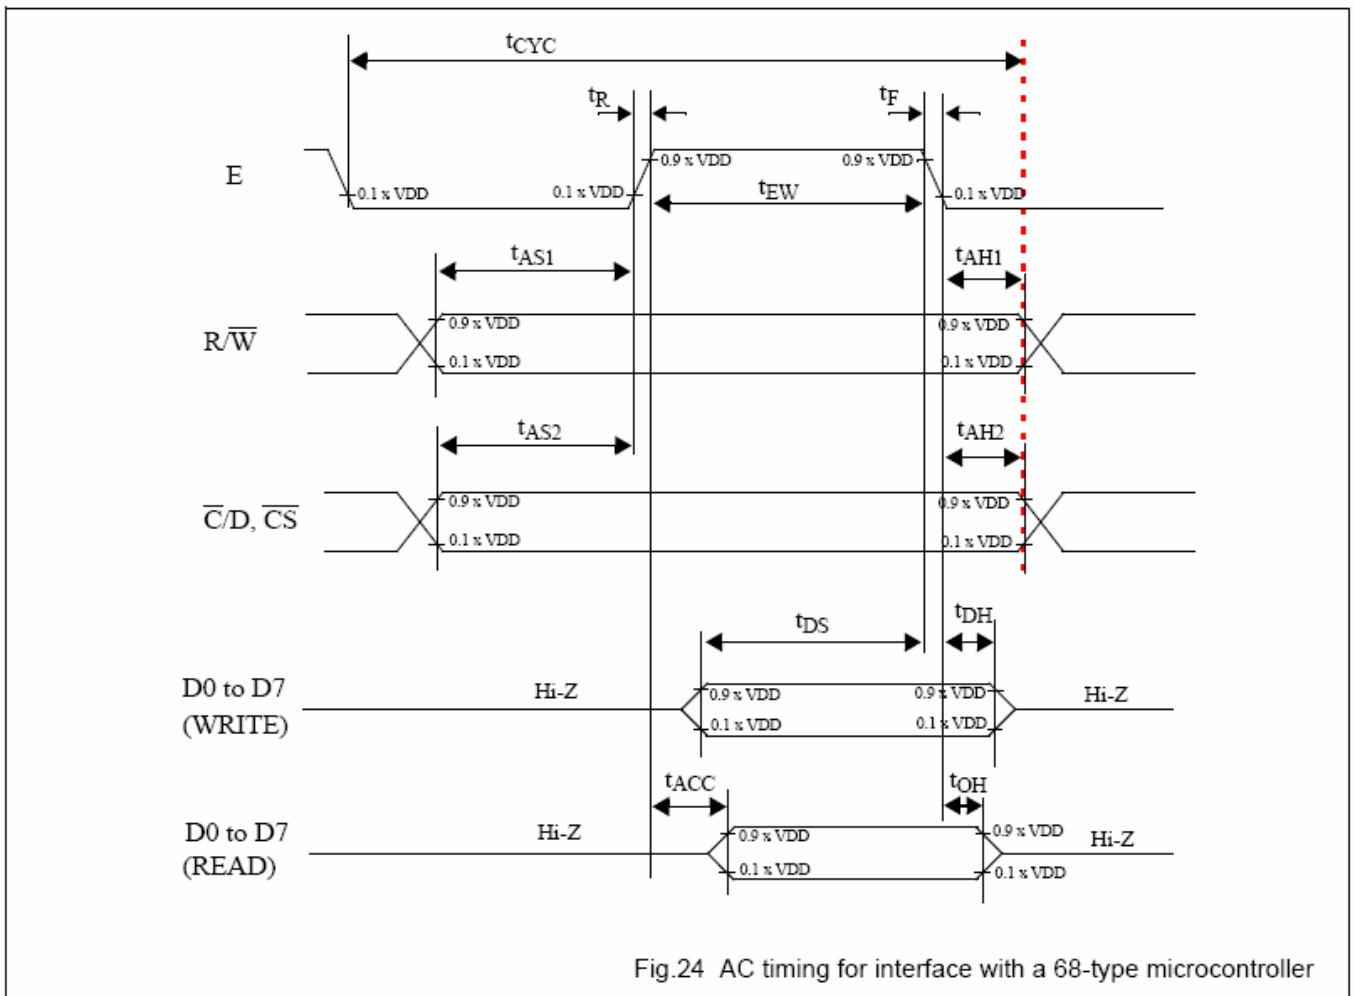 tCYC
tR
tF
E
0.9 x VDD
0.9 x VDD
0.1 x VDD
0.1 x VDD
tEW
0.1 x VDD
tAS1
tAH1
R/W̅
0.9 x VDD
0.9 x VDD
0.1 x VDD
0.1 x VDD
tAS2
tAH2
C̅/D, C̅S̅
0.9 x VDD
0.9 x VDD
0.1 x VDD
0.1 x VDD
tDS
tDH
D0 to D7
(WRITE)
Hi-Z
0.9 x VDD
0.9 x VDD
Hi-Z
0.1 x VDD
0.1 x VDD
tACC
tOH
D0 to D7
(READ)
Hi-Z
0.9 x VDD
0.9 x VDD
Hi-Z
0.1 x VDD
0.1 x VDD
Fig.24 AC timing for interface with a 68-type microcontroller